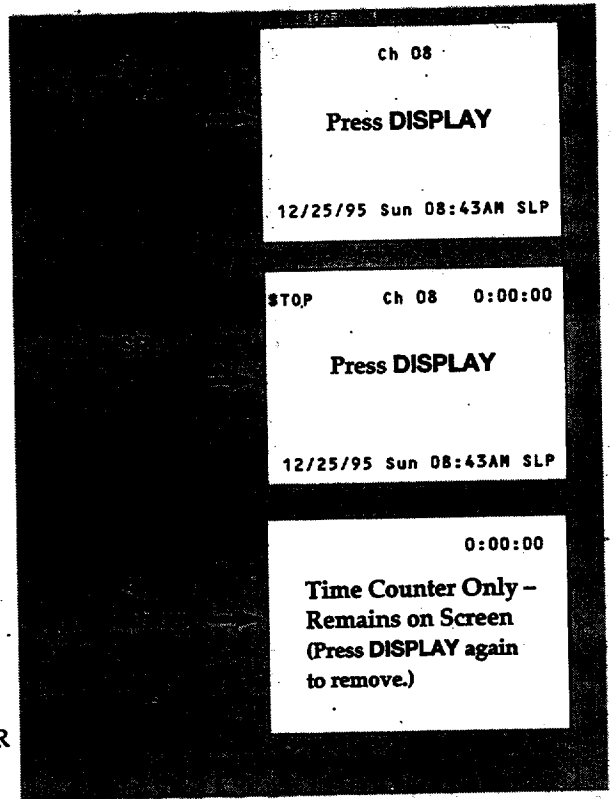 Ch 08
Press DISPLAY
12/25/95 Sun 08:43AM SLP
STOP Ch 08 0:00:00
Press DISPLAY
12/25/95 Sun 08:43AM SLP
0:00:00
Time Counter Only –
Remains on Screen
(Press DISPLAY again
to remove.)
R